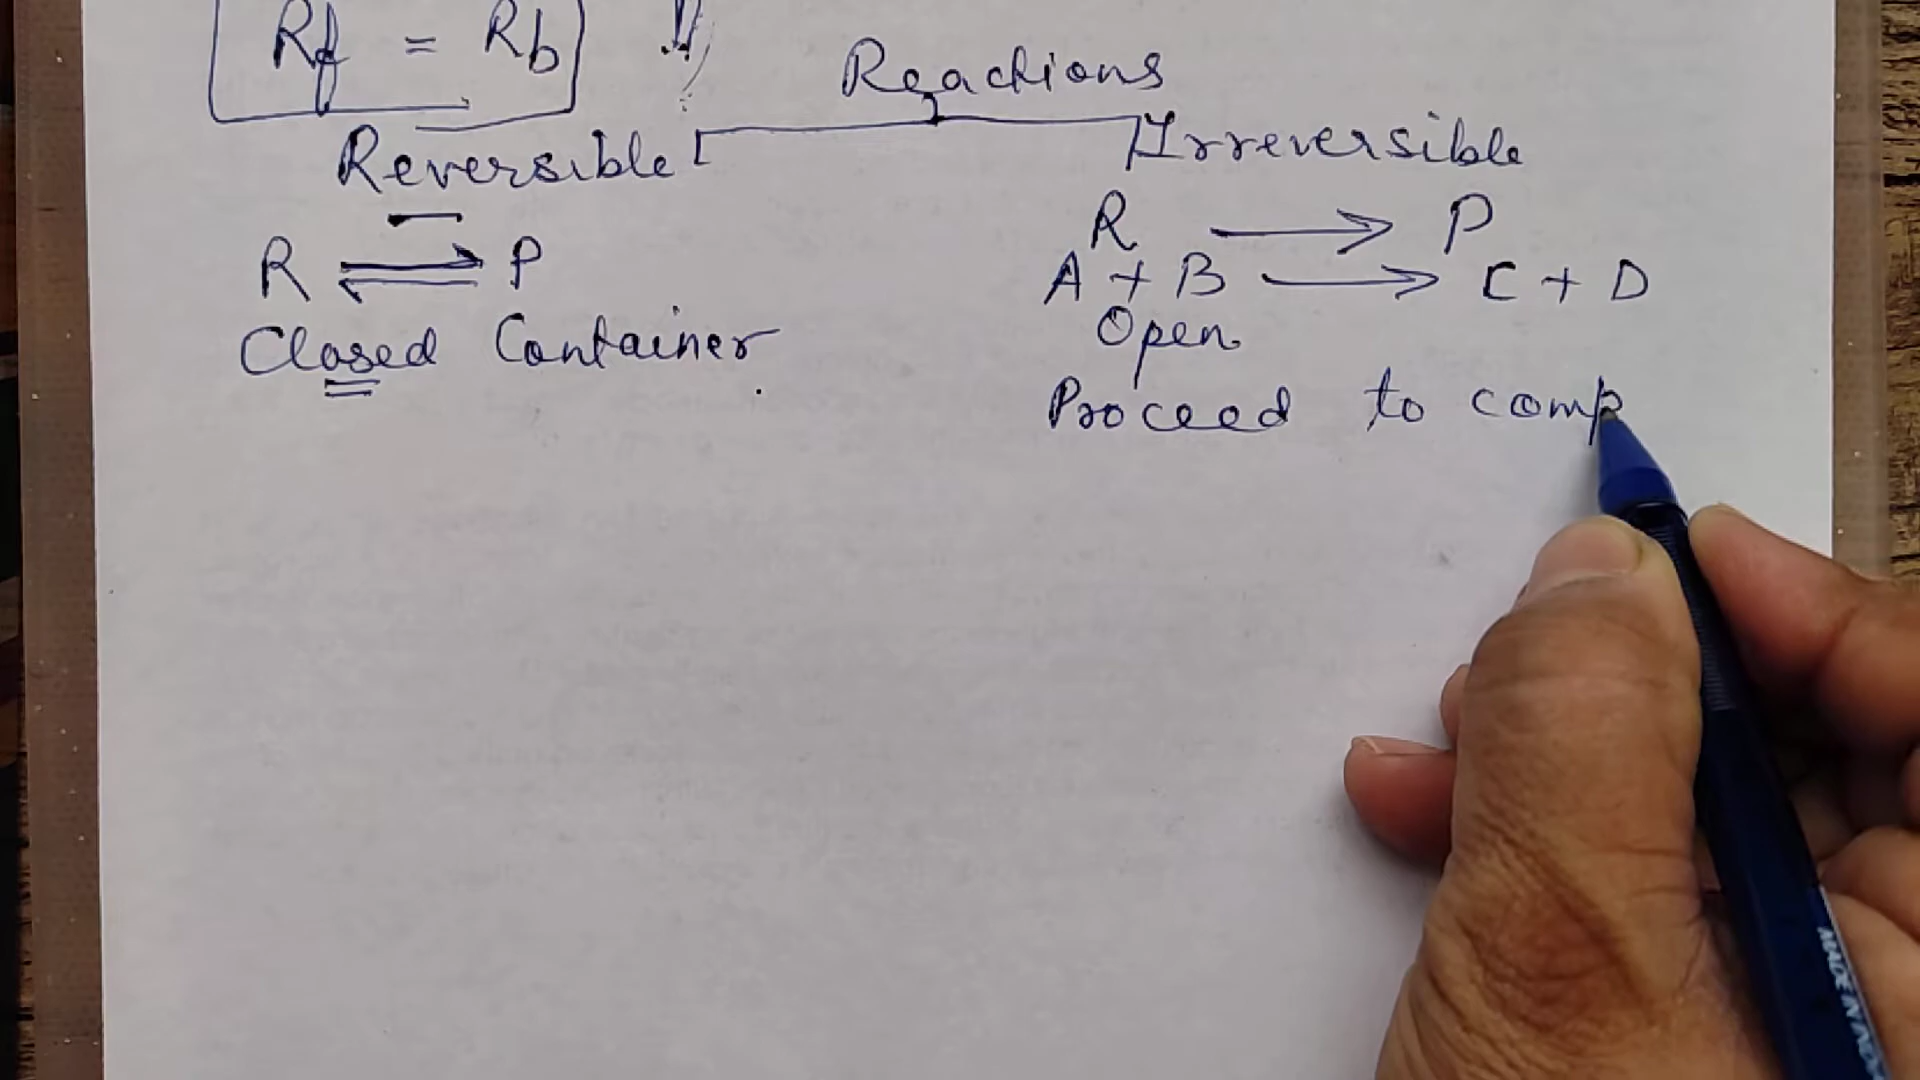 Rf = Rb
Reactions
Reversible
Irreversible
R ⇌ P
R → P
A + B → C + D
Closed Container
Open
Proceed to comp